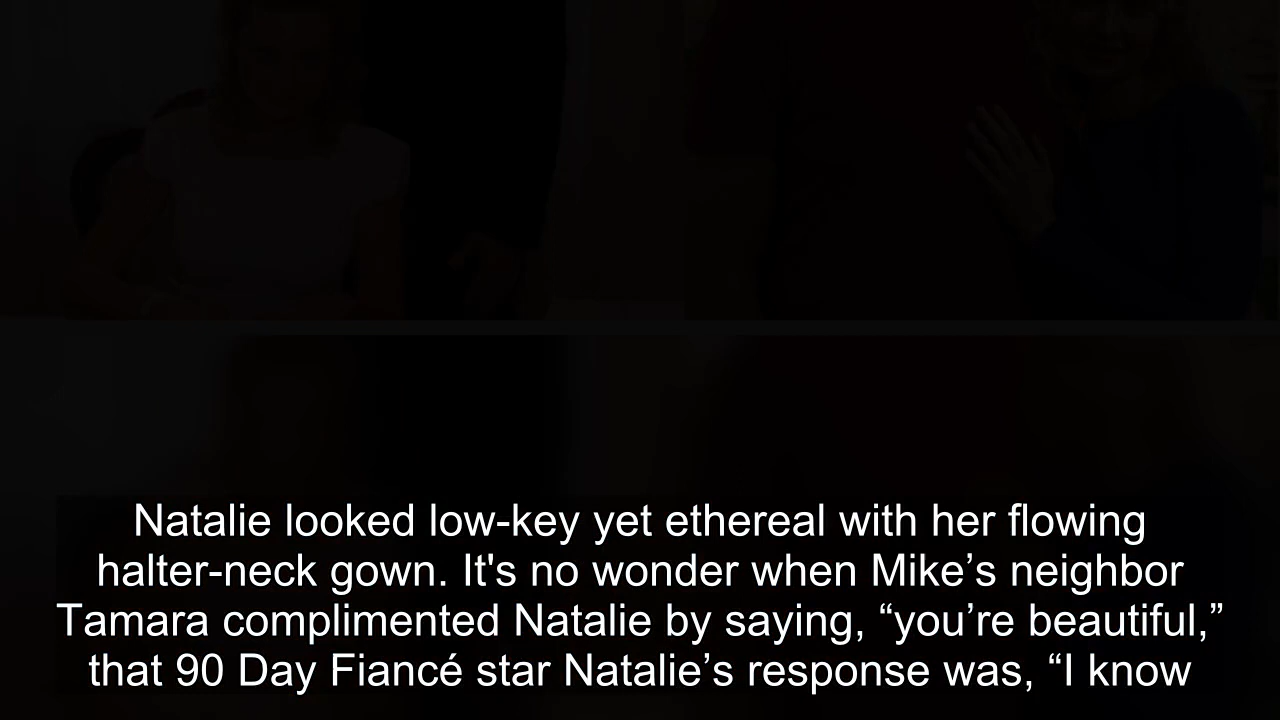 Natalie looked low-key yet ethereal with her flowing
halter-neck gown. It's no wonder when Mike’s neighbor
Tamara complimented Natalie by saying, “you’re beautiful,”
that 90 Day Fiancé star Natalie’s response was, “I know